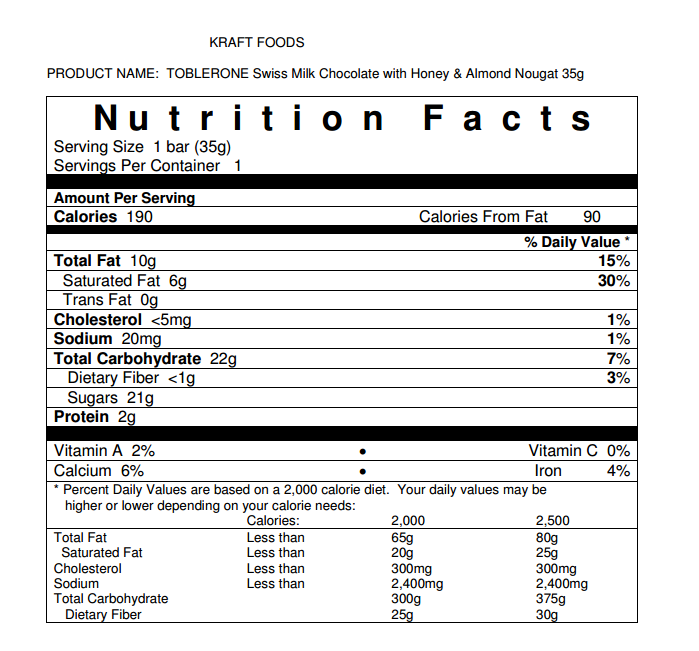 KRAFT FOODS
PRODUCT NAME:  TOBLERONE Swiss Milk Chocolate with Honey & Almond Nougat 35g
Nutrition Facts
Serving Size  1 bar (35g)
Servings Per Container  1
Amount Per Serving
Calories  190  Calories From Fat  90
% Daily Value *
Total Fat  10g  15%
Saturated Fat  6g  30%
Trans Fat  0g
Cholesterol  <5mg  1%
Sodium  20mg  1%
Total Carbohydrate  22g  7%
Dietary Fiber  <1g  3%
Sugars  21g
Protein  2g
Vitamin A  2%  •  Vitamin C  0%
Calcium  6%  •  Iron  4%
* Percent Daily Values are based on a 2,000 calorie diet.  Your daily values may be
higher or lower depending on your calorie needs:
Calories:  2,000  2,500
Total Fat  Less than  65g  80g
Saturated Fat  Less than  20g  25g
Cholesterol  Less than  300mg  300mg
Sodium  Less than  2,400mg  2,400mg
Total Carbohydrate  300g  375g
Dietary Fiber  25g  30g